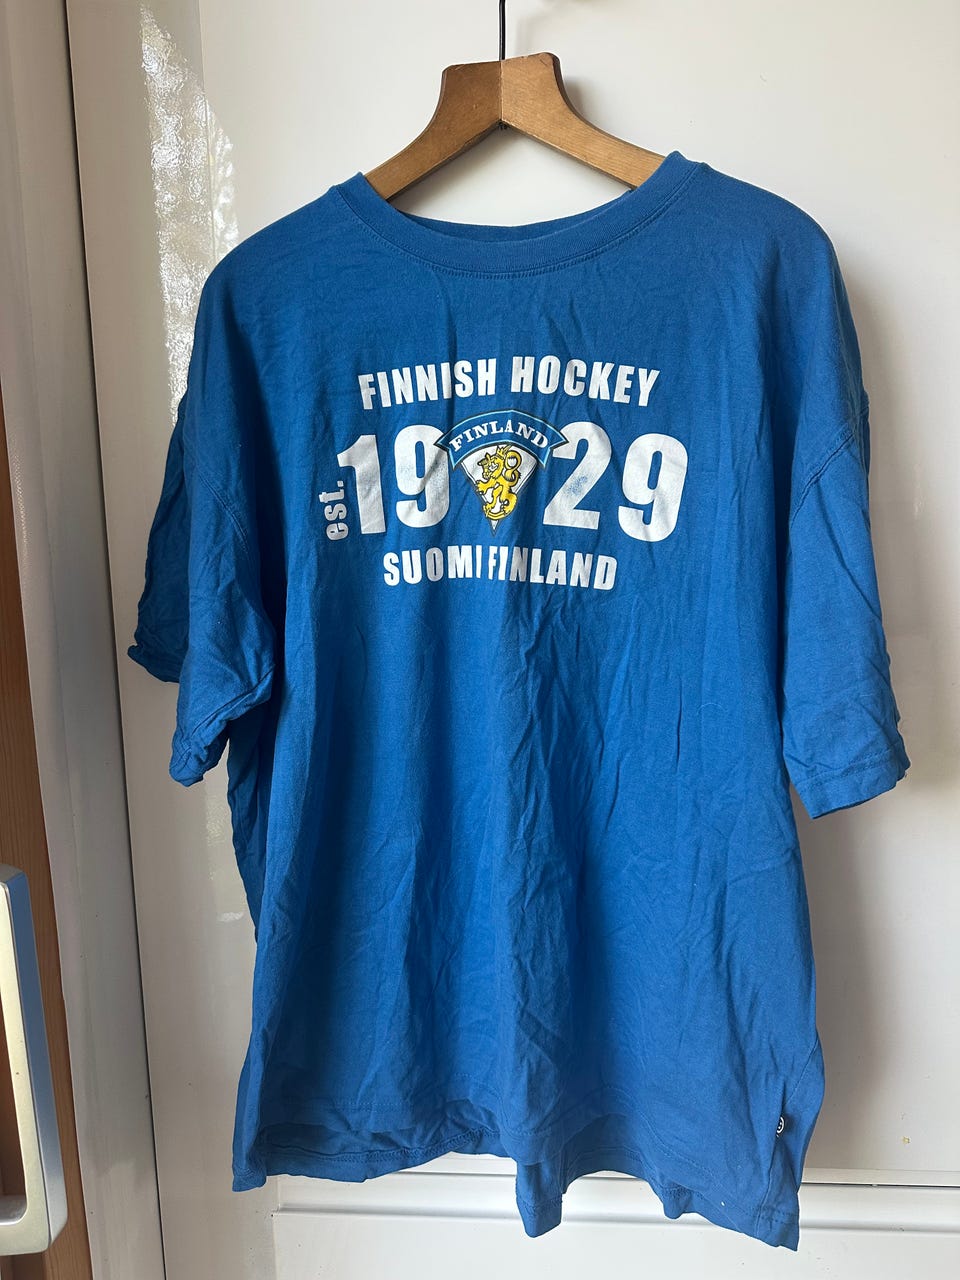 FINNISH HOCKEY
est. 19 FINLAND 29
SUOMI FINLAND